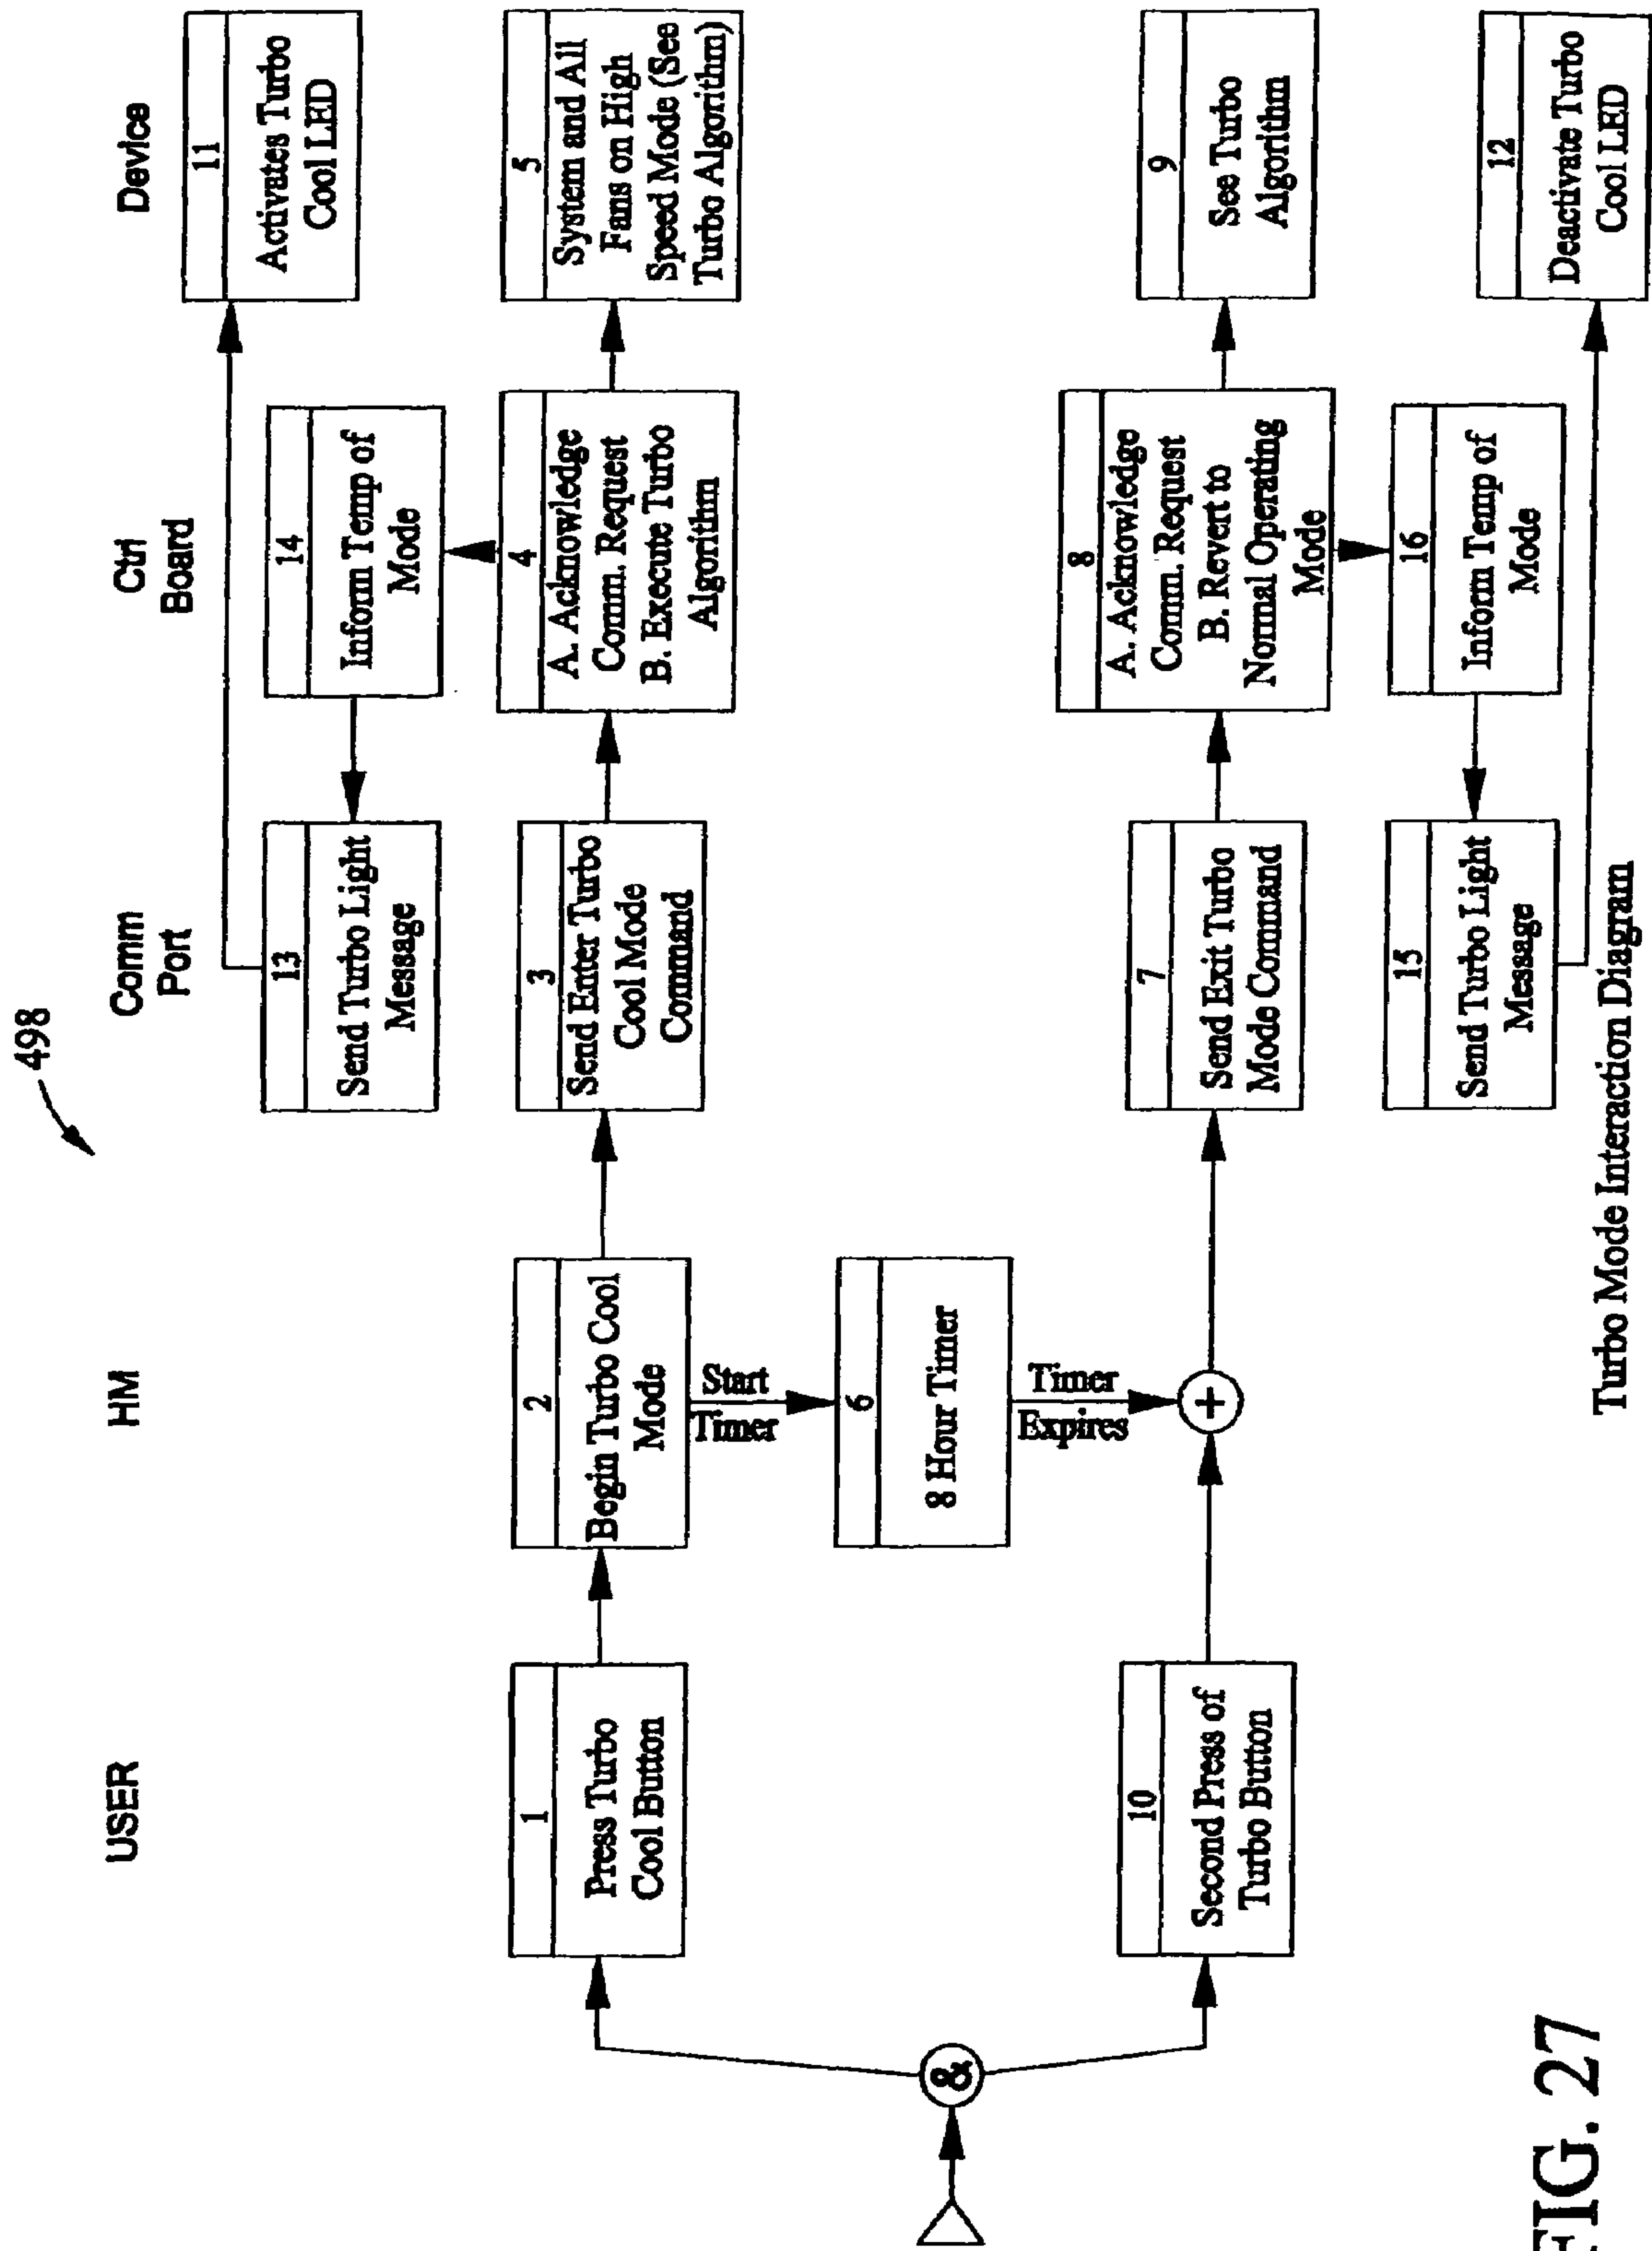 498
USER
HM
Comm
Port
Ctrl
Board
Device
11
Activates Turbo
Cool LED
13
Send Turbo Light
Message
14
Inform Temp of
Mode
1
Press Turbo
Cool Button
2
Begin Turbo Cool
Mode
3
Send Enter Turbo
Cool Mode
Command
4
A. Acknowledge
Comm. Request
B. Execute Turbo
Algorithm
5
System and All
Fans on High
Speed Mode (See
Turbo Algorithm)
Start
Timer
6
8 Hour Timer
Timer
Expires
&
+
10
Second Press of
Turbo Button
7
Send Exit Turbo
Mode Command
8
A. Acknowledge
Comm. Request
B. Revert to
Normal Operating
Mode
9
See Turbo
Algorithm
15
Send Turbo Light
Message
16
Inform Temp of
Mode
12
Deactivate Turbo
Cool LED
Turbo Mode Interaction Diagram
FIG. 27